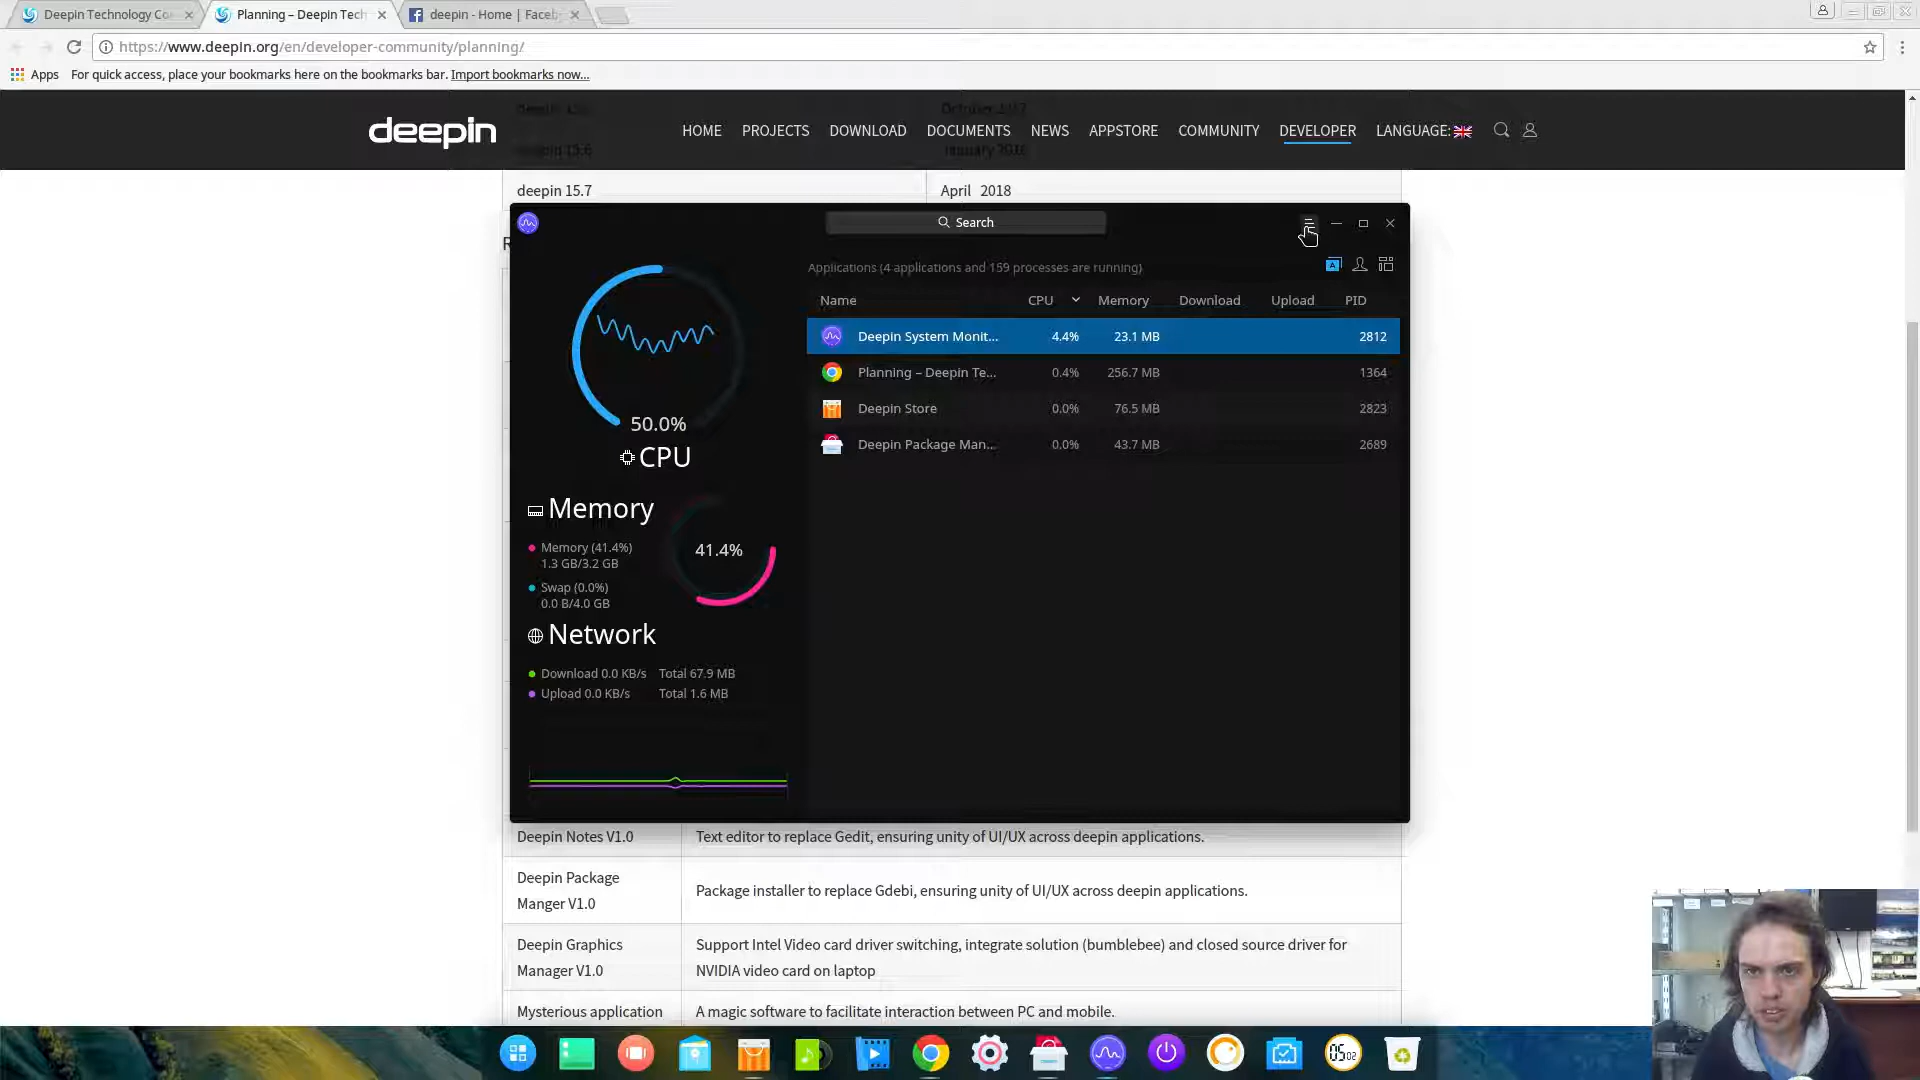 Deepin Technology Co
Planning – Deepin Tech
deepin - Home | Faceb
https://www.deepin.org/en/developer-community/planning/
Apps
For quick access, place your bookmarks here on the bookmarks bar. Import bookmarks now...
deepin
HOME
PROJECTS
DOWNLOAD
DOCUMENTS
NEWS
APPSTORE
COMMUNITY
DEVELOPER
LANGUAGE:
October 2017
deepin 15.6
January 2018
deepin 15.7
April 2018
R
Search
Applications (4 applications and 159 processes are running)
Name
CPU
Memory
Download
Upload
PID
Deepin System Monit...
4.4%
23.1 MB
2812
Planning – Deepin Te...
0.4%
256.7 MB
1364
Deepin Store
0.0%
76.5 MB
2823
Deepin Package Man...
0.0%
43.7 MB
2689
50.0%
CPU
Memory
Memory (41.4%)
1.3 GB/3.2 GB
Swap (0.0%)
0.0 B/4.0 GB
41.4%
Network
Download 0.0 KB/s Total 67.9 MB
Upload 0.0 KB/s Total 1.6 MB
Deepin Notes V1.0
Text editor to replace Gedit, ensuring unity of UI/UX across deepin applications.
Deepin Package
Manger V1.0
Package installer to replace Gdebi, ensuring unity of UI/UX across deepin applications.
Deepin Graphics
Manager V1.0
Support Intel Video card driver switching, integrate solution (bumblebee) and closed source driver for
NVIDIA video card on laptop
Mysterious application
A magic software to facilitate interaction between PC and mobile.
05 02